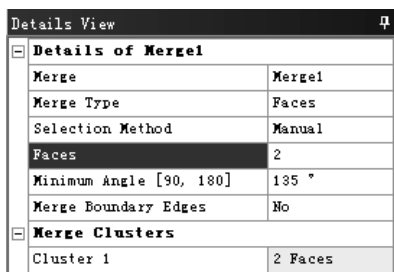 Details View
Details of Merge1
Merge Merge1
Merge Type Faces
Selection Method Manual
Faces 2
Minimum Angle [90, 180] 135 °
Merge Boundary Edges No
Merge Clusters
Cluster 1 2 Faces